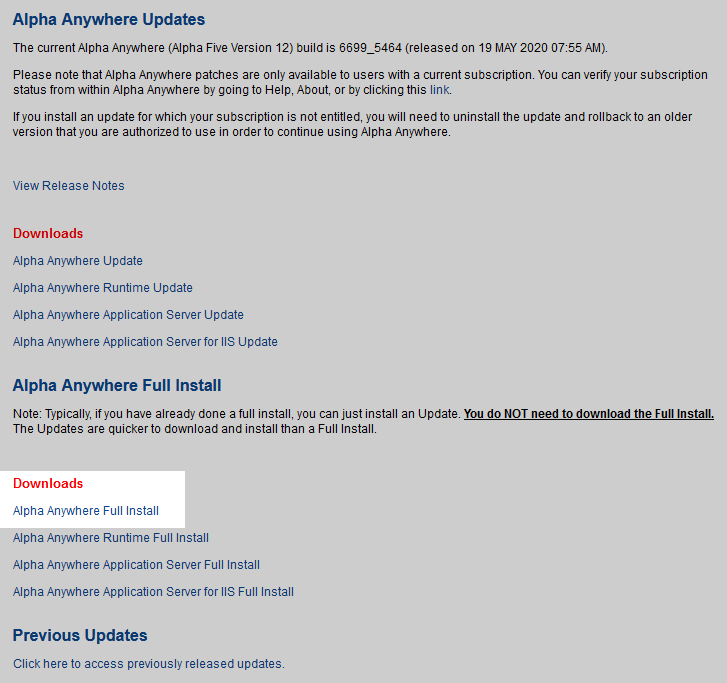 Alpha Anywhere Updates
The current Alpha Anywhere (Alpha Five Version 12) build is 6699_5464 (released on 19 MAY 2020 07:55 AM).
Please note that Alpha Anywhere patches are only available to users with a current subscription. You can verify your subscription
status from within Alpha Anywhere by going to Help, About, or by clicking this link.
If you install an update for which your subscription is not entitled, you will need to uninstall the update and rollback to an older
version that you are authorized to use in order to continue using Alpha Anywhere.
View Release Notes
Downloads
Alpha Anywhere Update
Alpha Anywhere Runtime Update
Alpha Anywhere Application Server Update
Alpha Anywhere Application Server for IIS Update
Alpha Anywhere Full Install
Note: Typically, if you have already done a full install, you can just install an Update. You do NOT need to download the Full Install.
The Updates are quicker to download and install than a Full Install.
Downloads
Alpha Anywhere Full Install
Alpha Anywhere Runtime Full Install
Alpha Anywhere Application Server Full Install
Alpha Anywhere Application Server for IIS Full Install
Previous Updates
Click here to access previously released updates.